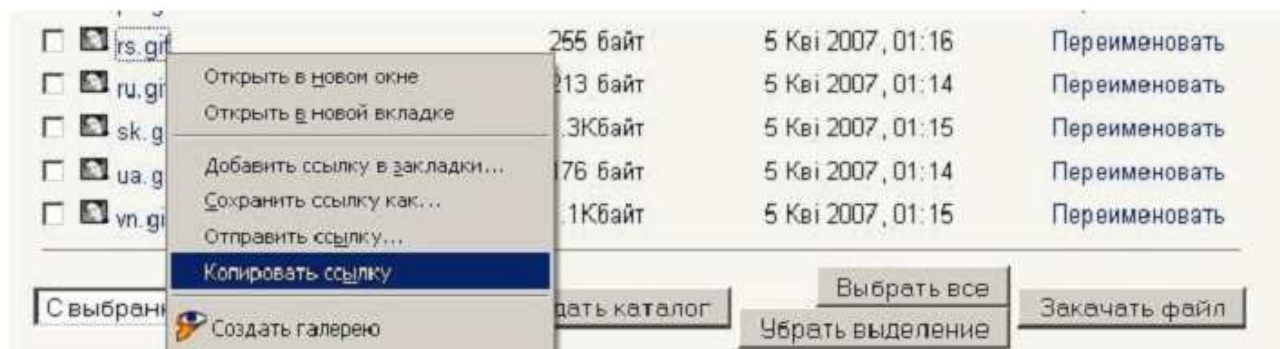 rs.gif 255 байт 5 Кві 2007, 01:16 Переименовать
ru.gif 213 байт 5 Кві 2007, 01:14 Переименовать
sk.g .3Кбайт 5 Кві 2007, 01:15 Переименовать
ua.g 176 байт 5 Кві 2007, 01:14 Переименовать
vn.gi .1Кбайт 5 Кві 2007, 01:15 Переименовать
Открыть в новом окне
Открыть в новой вкладке
Добавить ссылку в закладки...
Сохранить ссылку как...
Отправить ссылку...
Копировать ссылку
Создать галерею
С выбранн дать каталог Выбрать все Закачать файл
Убрать выделение